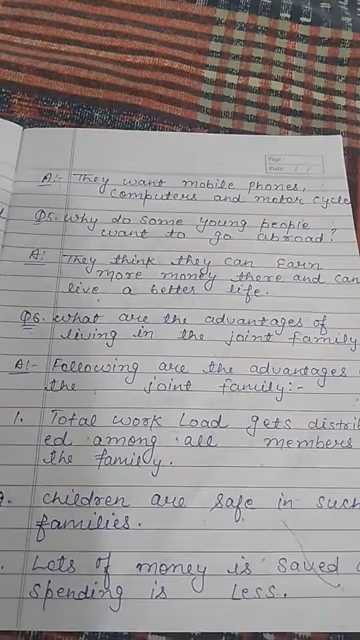 Page:
Date: / /
A:- They want mobile phones,
computers and motor cycle
Q5. Why do some young people
want to go abroad?
A:- They think they can earn
more money there and can
live a better life.
Q6. What are the advantages of
living in the joint family
A:- Following are the advantages
the joint family:-
1. Total work Load gets distrib
ed among all members
the family.
children are safe in such
families.
Lots of money is saved
spending is Less.